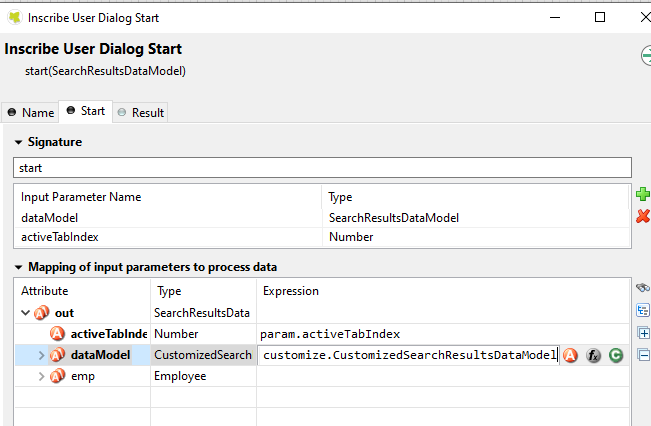 Inscribe User Dialog Start
Inscribe User Dialog Start
start(SearchResultsDataModel)
Name Start Result
Signature
start
Input Parameter Name Type
dataModel SearchResultsDataModel
activeTabIndex Number
Mapping of input parameters to process data
Attribute Type Expression
out SearchResultsData
activeTabInde Number param.activeTabIndex
dataModel CustomizedSearch customize.CustomizedSearchResultsDataModel
emp Employee